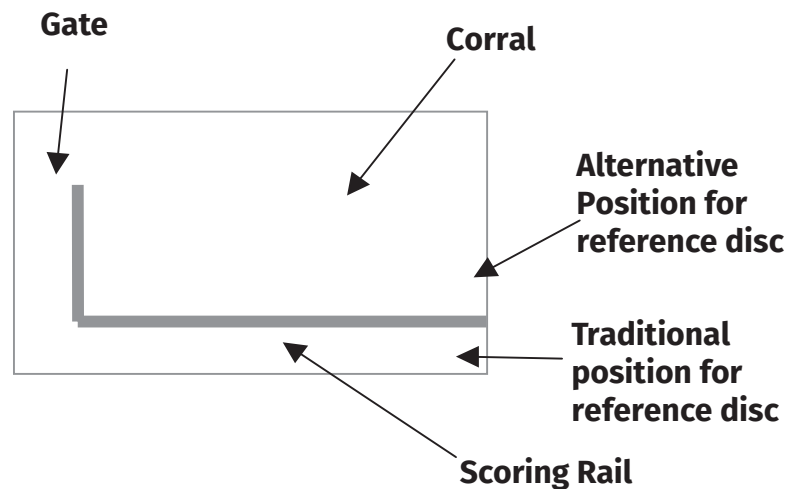 Gate
Corral
Alternative
Position for
reference disc
Traditional
position for
reference disc
Scoring Rail